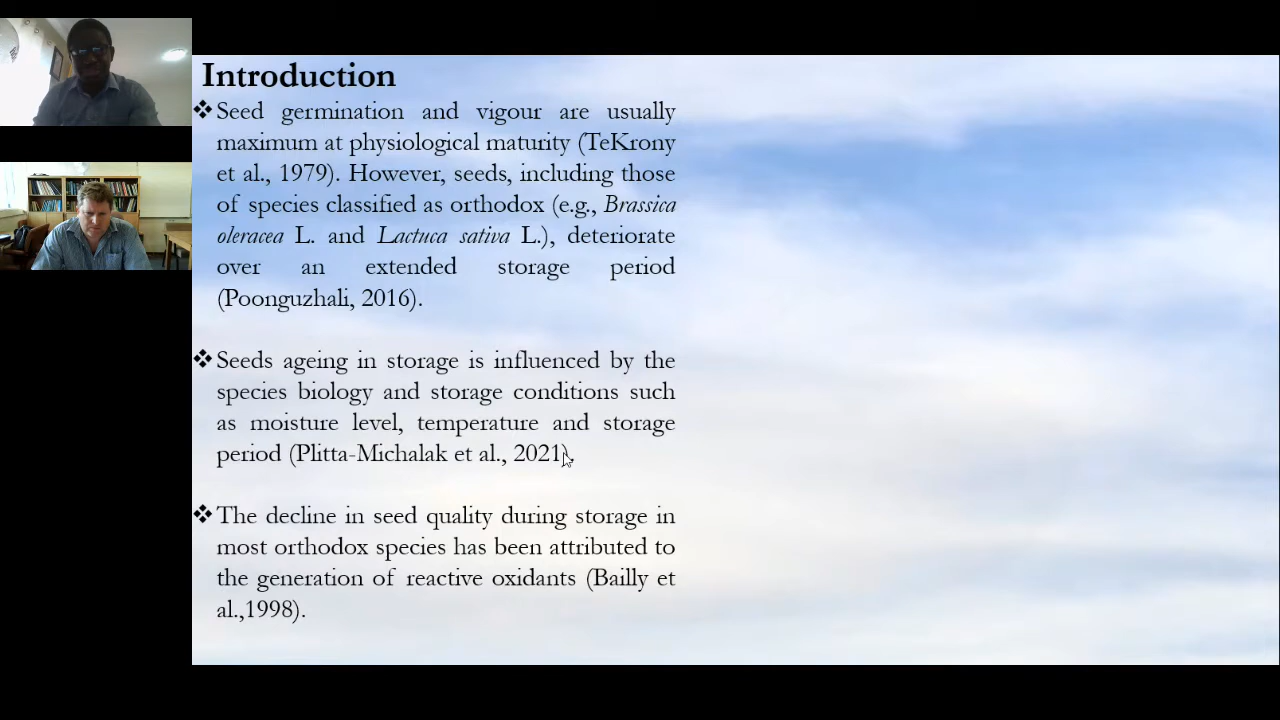 Introduction
❖Seed germination and vigour are usually
maximum at physiological maturity (TeKrony
et al., 1979). However, seeds, including those
of species classified as orthodox (e.g., Brassica
oleracea L. and Lactuca sativa L.), deteriorate
over an extended storage period
(Poonguzhali, 2016).
❖Seeds ageing in storage is influenced by the
species biology and storage conditions such
as moisture level, temperature and storage
period (Plitta-Michalak et al., 2021).
❖The decline in seed quality during storage in
most orthodox species has been attributed to
the generation of reactive oxidants (Bailly et
al.,1998).